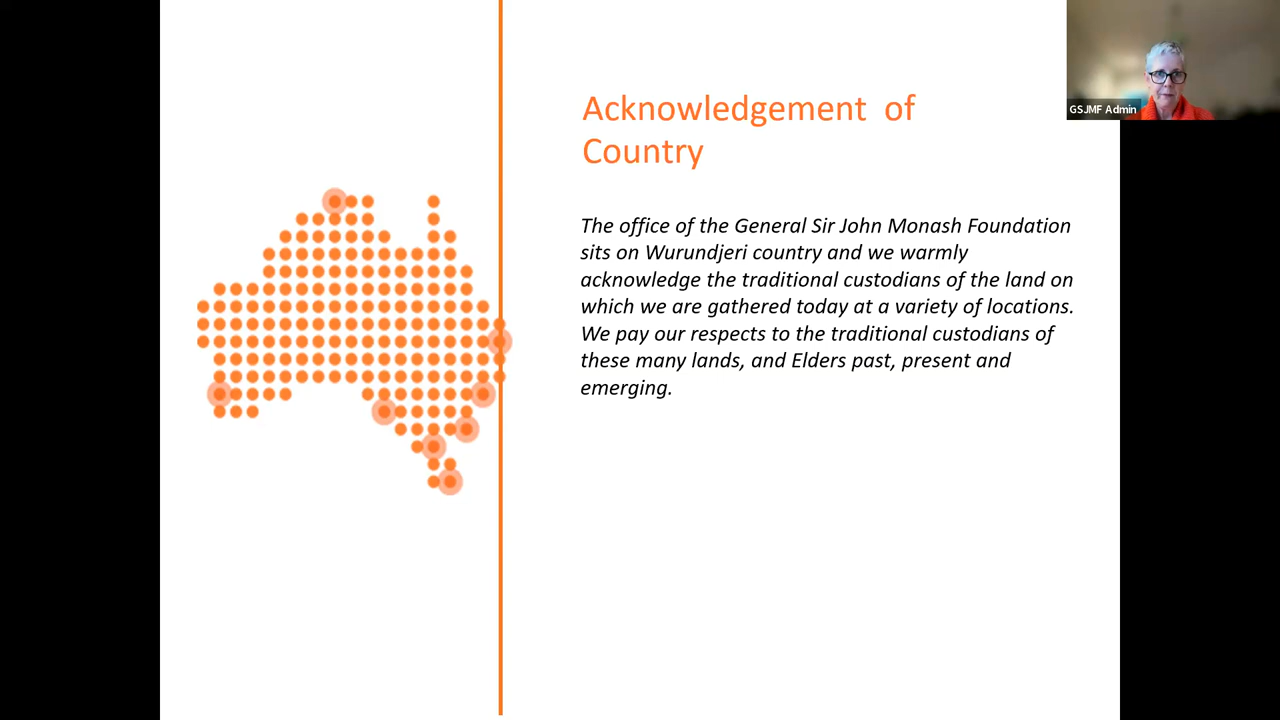 Acknowledgement of
Country
The office of the General Sir John Monash Foundation
sits on Wurundjeri country and we warmly
acknowledge the traditional custodians of the land on
which we are gathered today at a variety of locations.
We pay our respects to the traditional custodians of
these many lands, and Elders past, present and
emerging.
GSJMF Admin